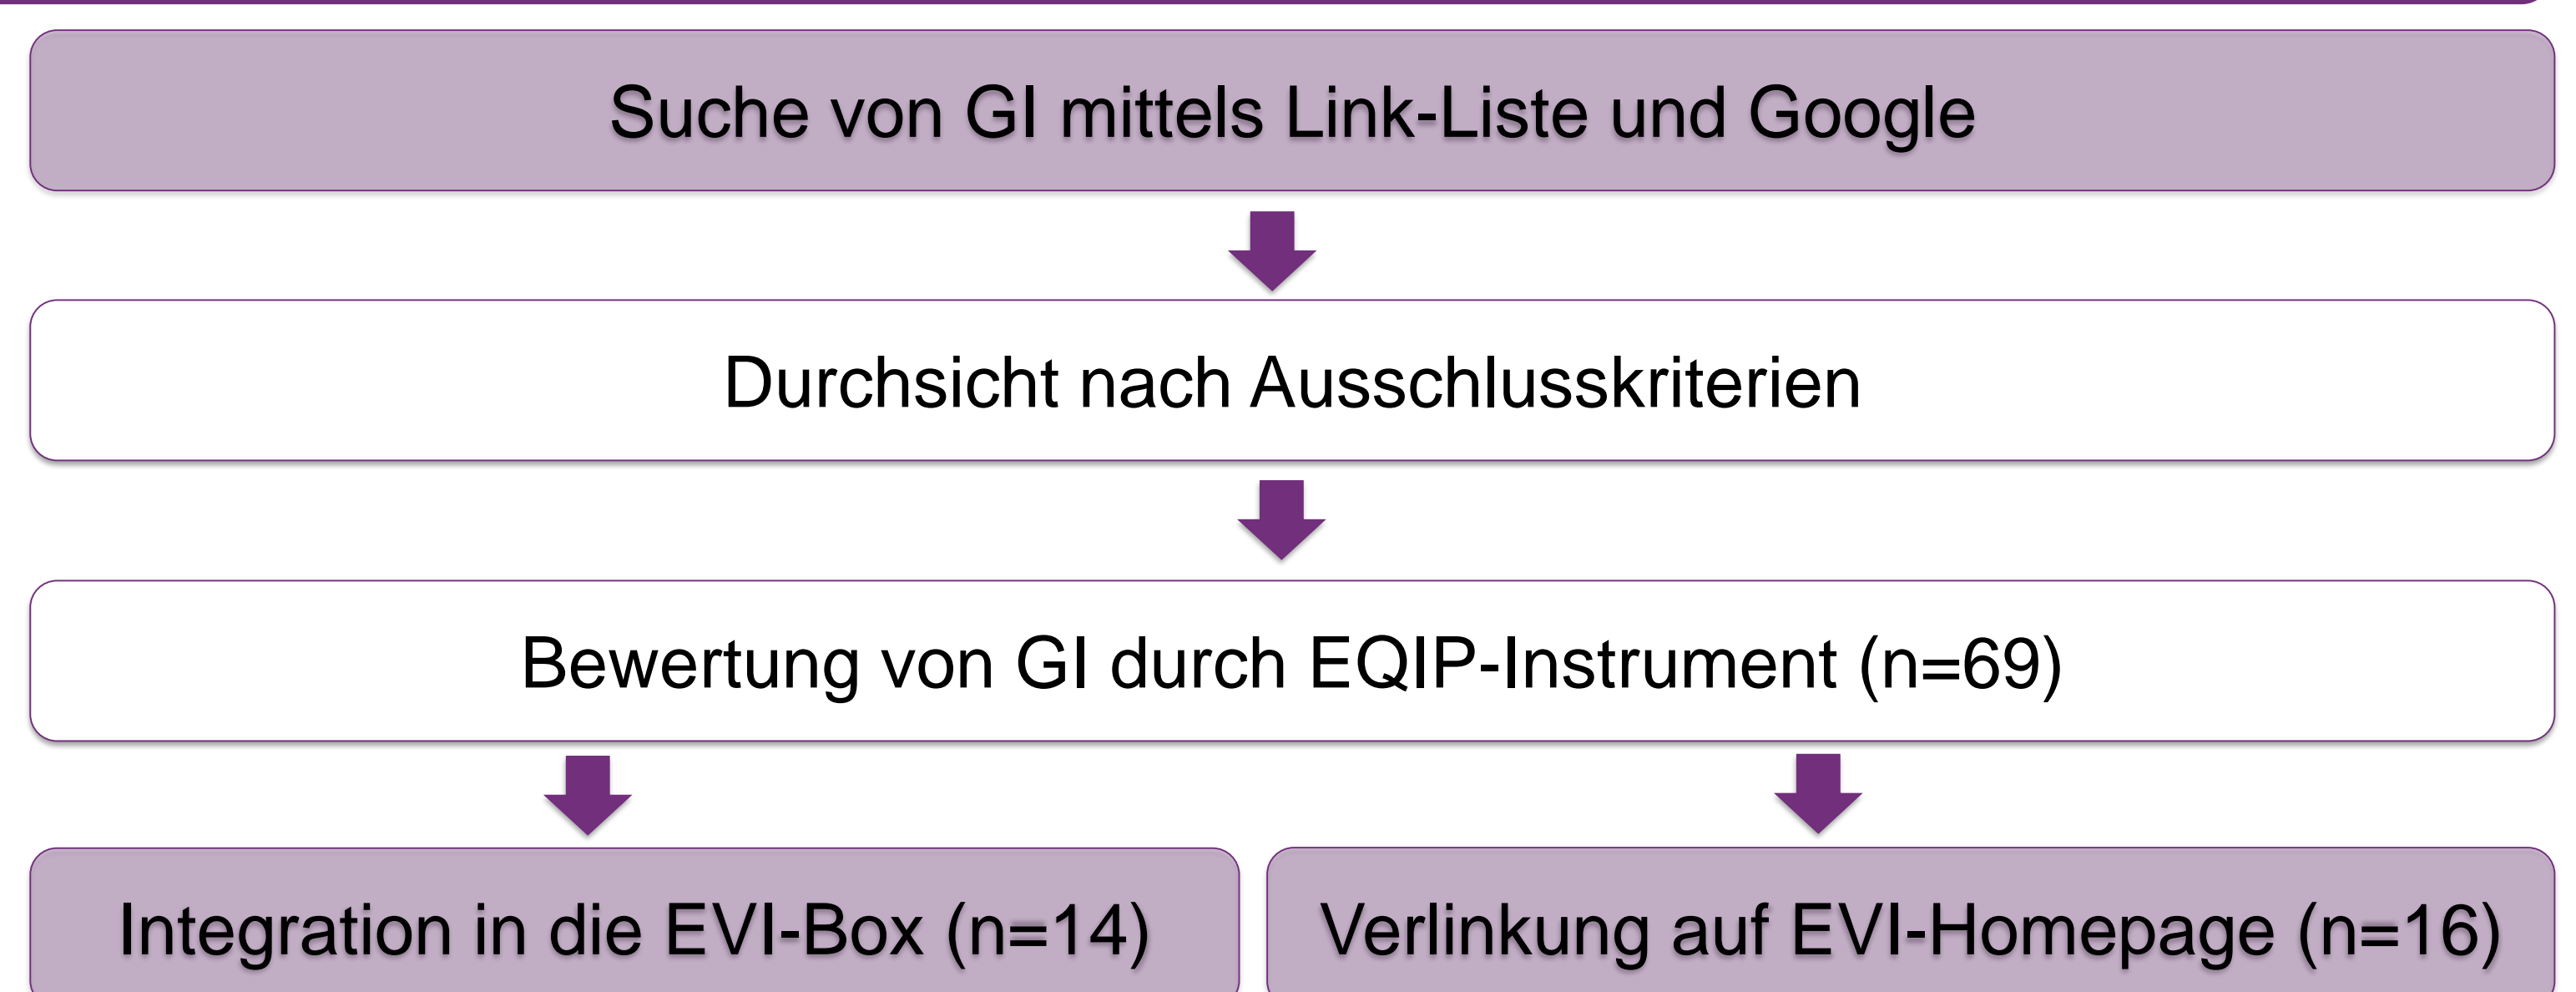 Suche von GI mittels Link-Liste und Google
Durchsicht nach Ausschlusskriterien
Bewertung von GI durch EQIP-Instrument (n=69)
Integration in die EVI-Box (n=14)
Verlinkung auf EVI-Homepage (n=16)